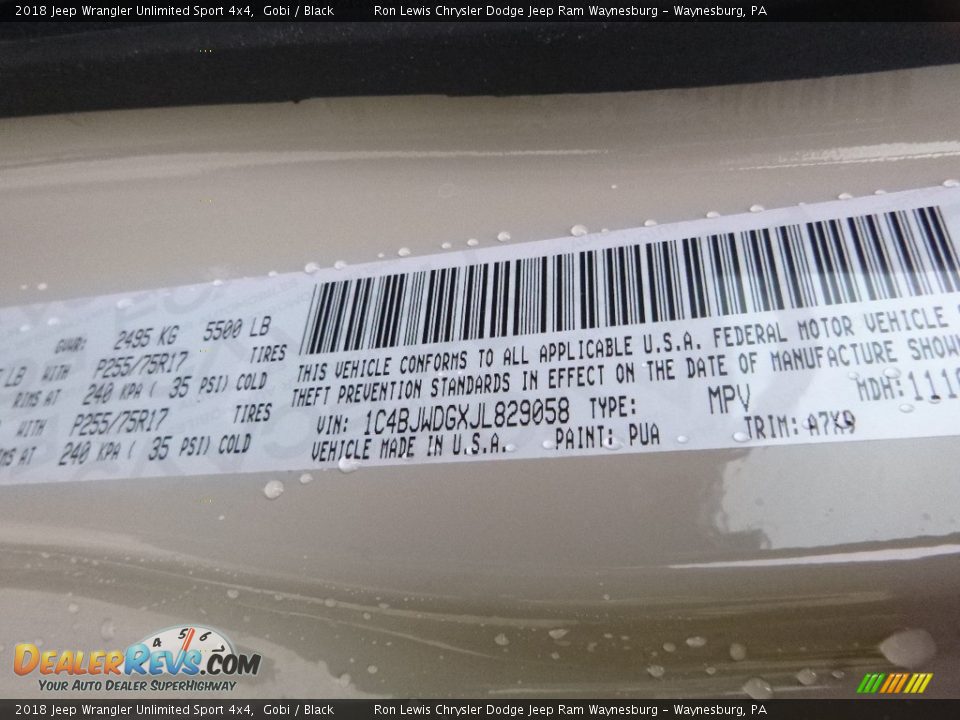 2018 Jeep Wrangler Unlimited Sport 4x4, Gobi / Black Ron Lewis Chrysler Dodge Jeep Ram Waynesburg - Waynesburg, PA
GVWR: 2495 KG 5500 LB
LB WITH P255/75R17 TIRES
RIMS AT 240 KPA ( 35 PSI) COLD
WITH P255/75R17 TIRES
MS AT 240 KPA ( 35 PSI) COLD
THIS VEHICLE CONFORMS TO ALL APPLICABLE U.S.A. FEDERAL MOTOR VEHICLE
THEFT PREVENTION STANDARDS IN EFFECT ON THE DATE OF MANUFACTURE SHOW
VIN: 1C4BJWDGXJL829058 TYPE: MPV MDH: 111
VEHICLE MADE IN U.S.A. PAINT: PUA TRIM: A7X9
DealerRevs.com
Your Auto Dealer SuperHighway
2018 Jeep Wrangler Unlimited Sport 4x4, Gobi / Black Ron Lewis Chrysler Dodge Jeep Ram Waynesburg - Waynesburg, PA